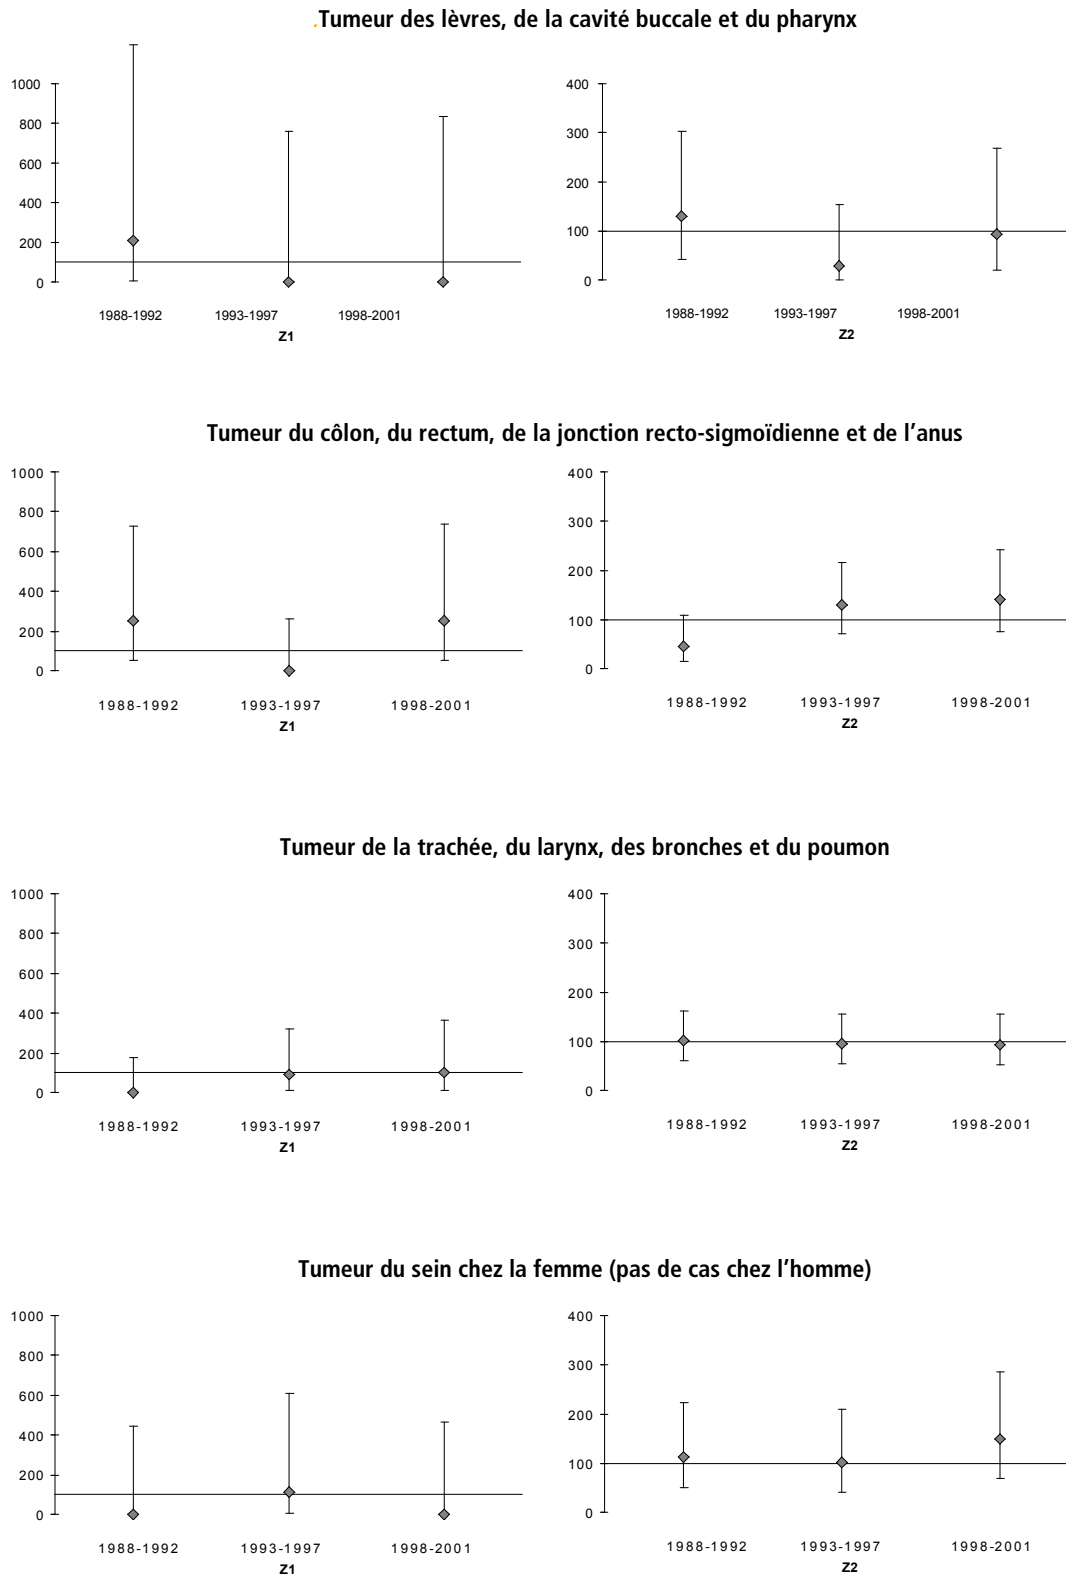 .Tumeur des lèvres, de la cavité buccale et du pharynx
1000
800
600
400
200
0
1988-1992 1993-1997 1998-2001
Z1
400
300
200
100
0
1988-1992 1993-1997 1998-2001
Z2
Tumeur du côlon, du rectum, de la jonction recto-sigmoïdienne et de l'anus
1000
800
600
400
200
0
1988-1992 1993-1997 1998-2001
Z1
400
300
200
100
0
1988-1992 1993-1997 1998-2001
Z2
Tumeur de la trachée, du larynx, des bronches et du poumon
1000
800
600
400
200
0
1988-1992 1993-1997 1998-2001
Z1
400
300
200
100
0
1988-1992 1993-1997 1998-2001
Z2
Tumeur du sein chez la femme (pas de cas chez l'homme)
1000
800
600
400
200
0
1988-1992 1993-1997 1998-2001
Z1
400
300
200
100
0
1988-1992 1993-1997 1998-2001
Z2